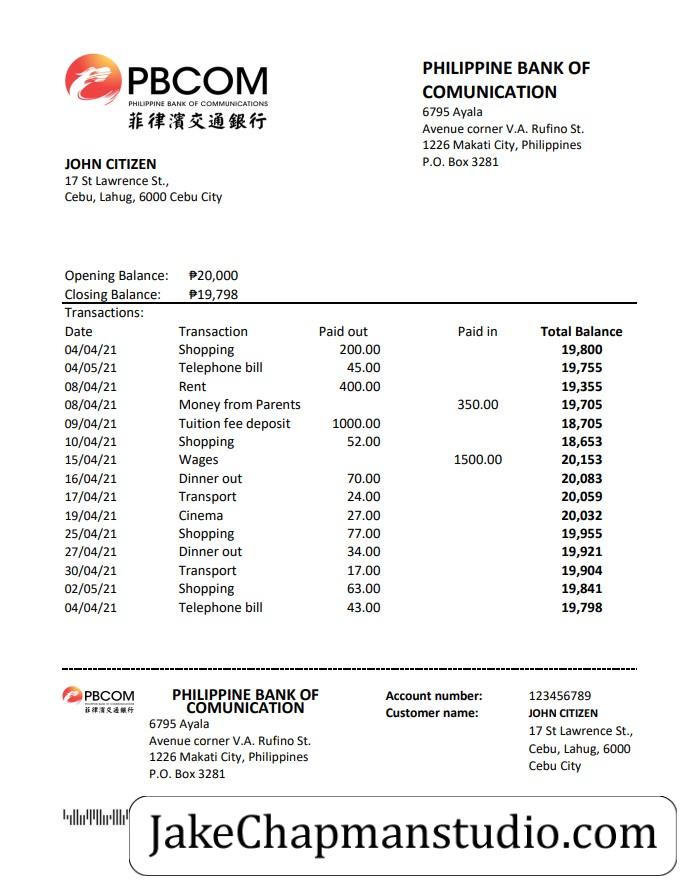 PBCOM
PHILIPPINE BANK OF COMMUNICATIONS
菲律濱交通銀行
PHILIPPINE BANK OF
COMUNICATION
6795 Ayala
Avenue corner V.A. Rufino St.
1226 Makati City, Philippines
P.O. Box 3281
JOHN CITIZEN
17 St Lawrence St.,
Cebu, Lahug, 6000 Cebu City
Opening Balance: ₱20,000
Closing Balance: ₱19,798
Transactions:
Date Transaction Paid out Paid in Total Balance
04/04/21 Shopping 200.00 19,800
04/05/21 Telephone bill 45.00 19,755
08/04/21 Rent 400.00 19,355
08/04/21 Money from Parents 350.00 19,705
09/04/21 Tuition fee deposit 1000.00 18,705
10/04/21 Shopping 52.00 18,653
15/04/21 Wages 1500.00 20,153
16/04/21 Dinner out 70.00 20,083
17/04/21 Transport 24.00 20,059
19/04/21 Cinema 27.00 20,032
25/04/21 Shopping 77.00 19,955
27/04/21 Dinner out 34.00 19,921
30/04/21 Transport 17.00 19,904
02/05/21 Shopping 63.00 19,841
04/04/21 Telephone bill 43.00 19,798
PBCOM
菲律濱交通銀行
PHILIPPINE BANK OF
COMUNICATION
6795 Ayala
Avenue corner V.A. Rufino St.
1226 Makati City, Philippines
P.O. Box 3281
Account number: 123456789
Customer name: JOHN CITIZEN
17 St Lawrence St.,
Cebu, Lahug, 6000
Cebu City
JakeChapmanstudio.com